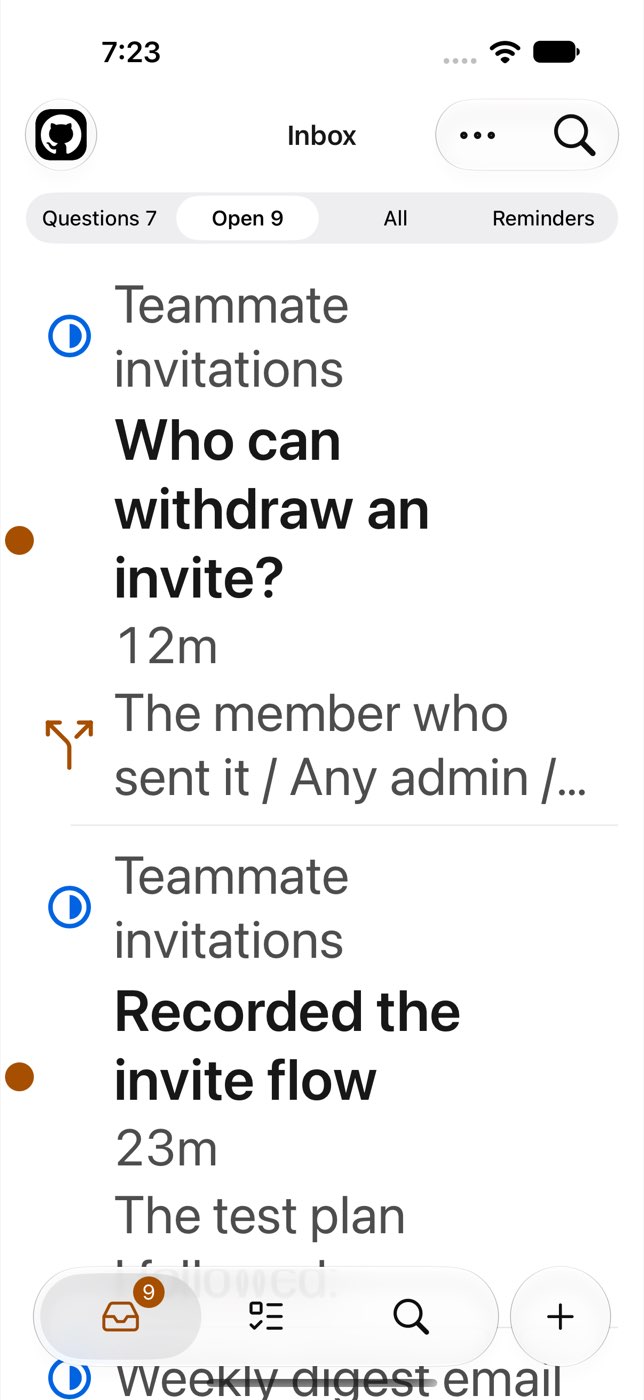 7:23
Inbox
Questions 7
Open 9
All
Reminders
Teammate
invitations
Who can
withdraw an
invite?
12m
The member who
sent it / Any admin /…
Teammate
invitations
Recorded the
invite flow
23m
The test plan
I followed.
9
Weekly digest email